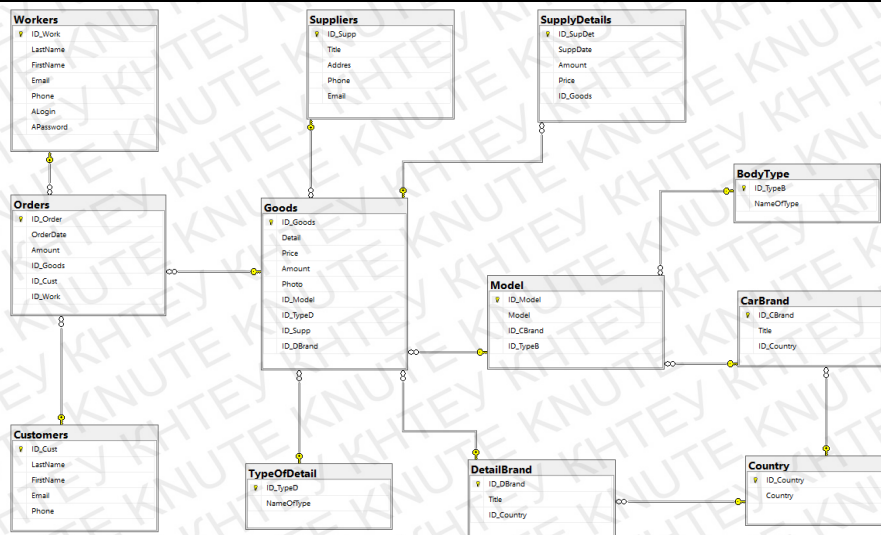 Workers
ID_Work
LastName
FirstName
Email
Phone
ALogin
APassword
Suppliers
ID_Supp
Title
Addres
Phone
Email
SupplyDetails
ID_SupDet
SuppDate
Amount
Price
ID_Goods
BodyType
ID_TypeB
NameOfType
Orders
ID_Order
OrderDate
Amount
ID_Goods
ID_Cust
ID_Work
Goods
ID_Goods
Detail
Price
Amount
Photo
ID_Model
ID_TypeD
ID_Supp
ID_DBrand
Model
ID_Model
Model
ID_CBrand
ID_TypeB
CarBrand
ID_CBrand
Title
ID_Country
Customers
ID_Cust
LastName
FirstName
Email
Phone
TypeOfDetail
ID_TypeD
NameOfType
DetailBrand
ID_DBrand
Title
ID_Country
Country
ID_Country
Country
КНТЕУ KNUTE